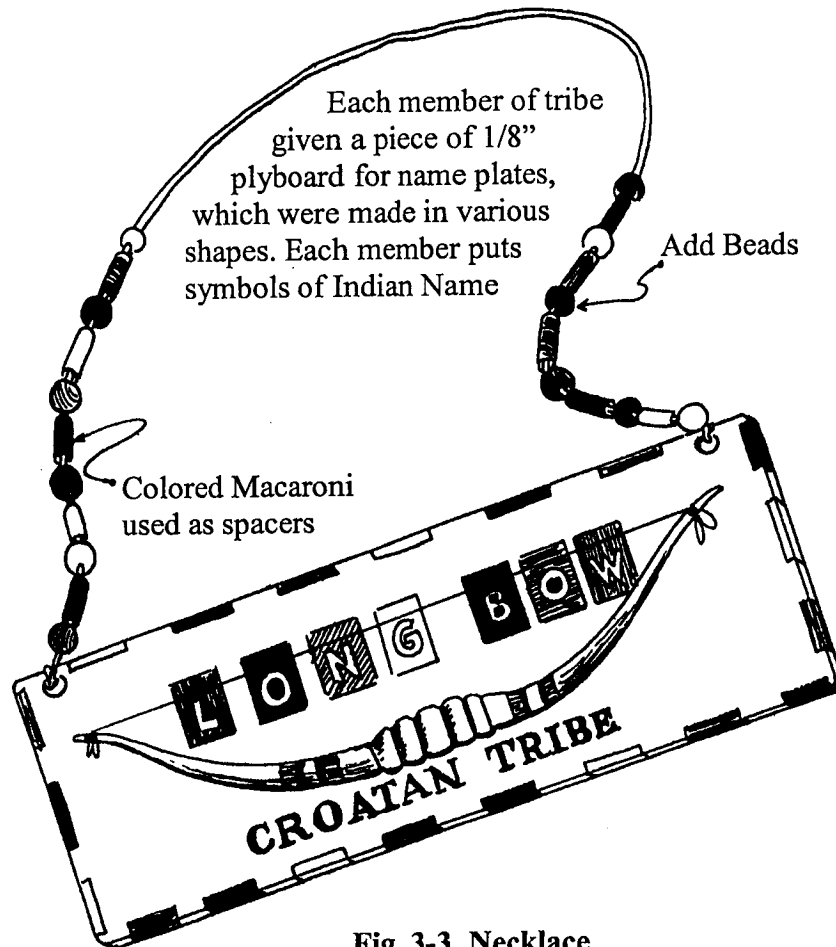 Each member of tribe
given a piece of 1/8”
plyboard for name plates,
which were made in various
shapes. Each member puts
symbols of Indian Name
Add Beads
Colored Macaroni
used as spacers
LONG BOW
CROATAN TRIBE
Fig. 3-3 Necklace